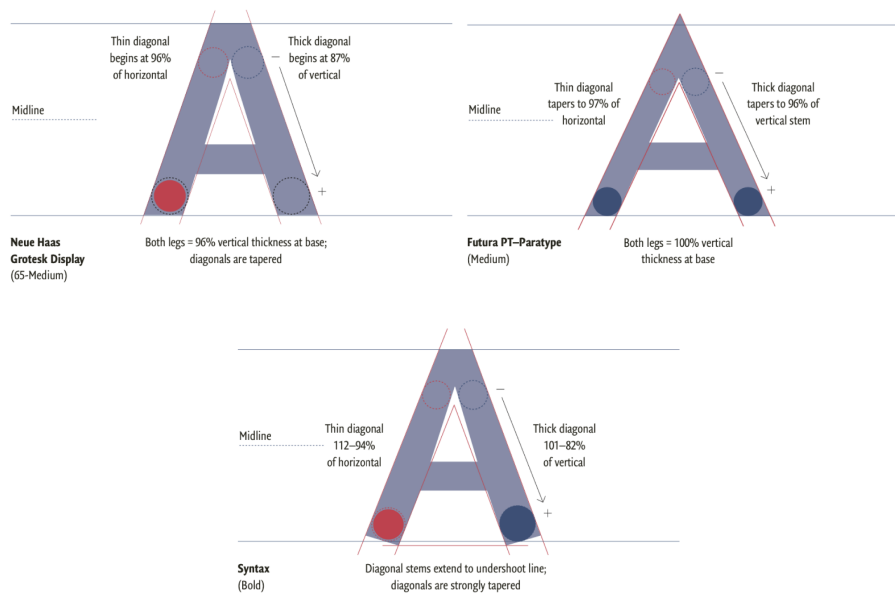 Thin diagonal
begins at 96%
of horizontal
Thick diagonal
begins at 87%
of vertical
−
Midline
+
Neue Haas
Grotesk Display
(65-Medium)
Both legs = 96% vertical thickness at base;
diagonals are tapered
Thin diagonal
tapers to 97% of
horizontal
Thick diagonal
tapers to 96% of
vertical stem
−
Midline
+
Futura PT–Paratype
(Medium)
Both legs = 100% vertical
thickness at base
Midline
Thin diagonal
112–94%
of horizontal
Thick diagonal
101–82%
of vertical
−
+
Syntax
(Bold)
Diagonal stems extend to undershoot line;
diagonals are strongly tapered
A
A
A